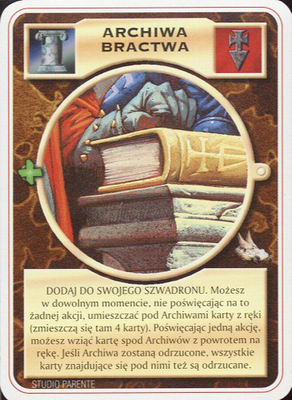 ARCHIWA
BRACTWA
DODAJ DO SWOJEGO SZWADRONU. Możesz
w dowolnym momencie, nie poświęcając na to
żadnej akcji, umieszczać pod Archiwami karty z ręki
(zmieszczą się tam 4 karty). Poświęcając jedną akcję,
możesz wziąć kartę spod Archiwów z powrotem na
rękę. Jeśli Archiwa zostaną odrzucone, wszystkie
karty znajdujące się pod nimi też są odrzucane.
STUDIO PARENTE